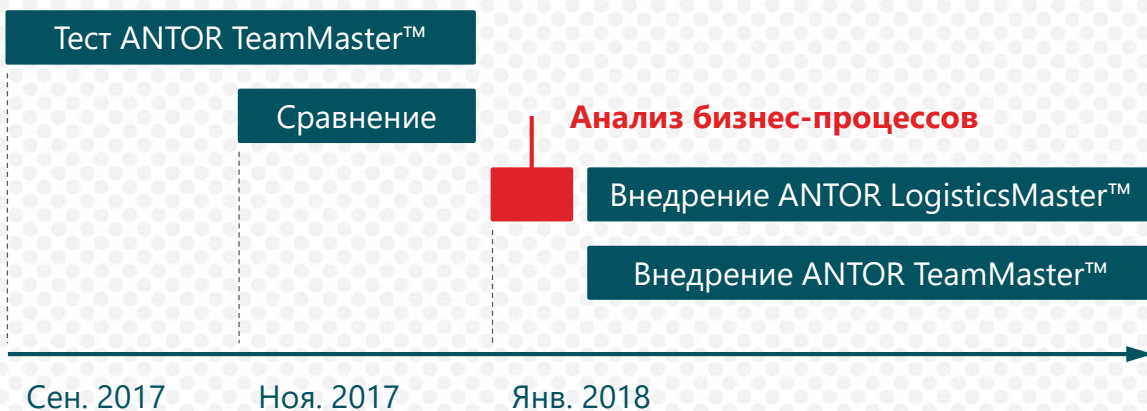 Тест ANTOR TeamMaster™
Сравнение
Анализ бизнес-процессов
Внедрение ANTOR LogisticsMaster™
Внедрение ANTOR TeamMaster™
Сен. 2017
Ноя. 2017
Янв. 2018